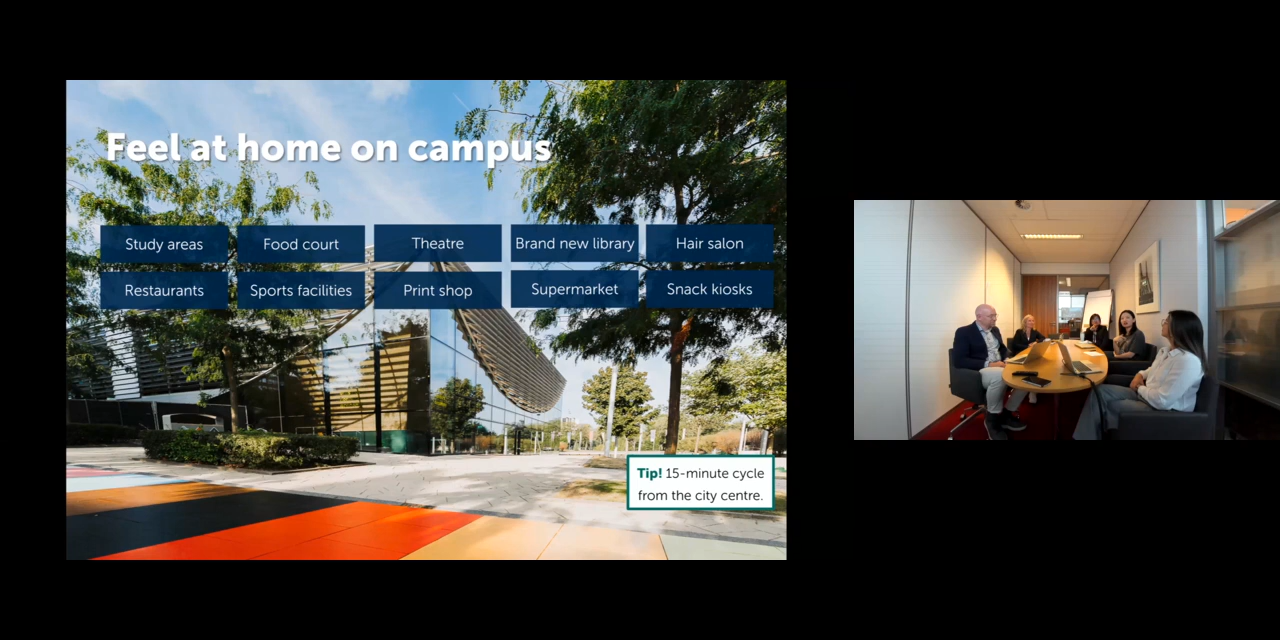 Feel at home on campus
Study areas
Food court
Theatre
Brand new library
Hair salon
Restaurants
Sports facilities
Print shop
Supermarket
Snack kiosks
Tip! 15-minute cycle
from the city centre.